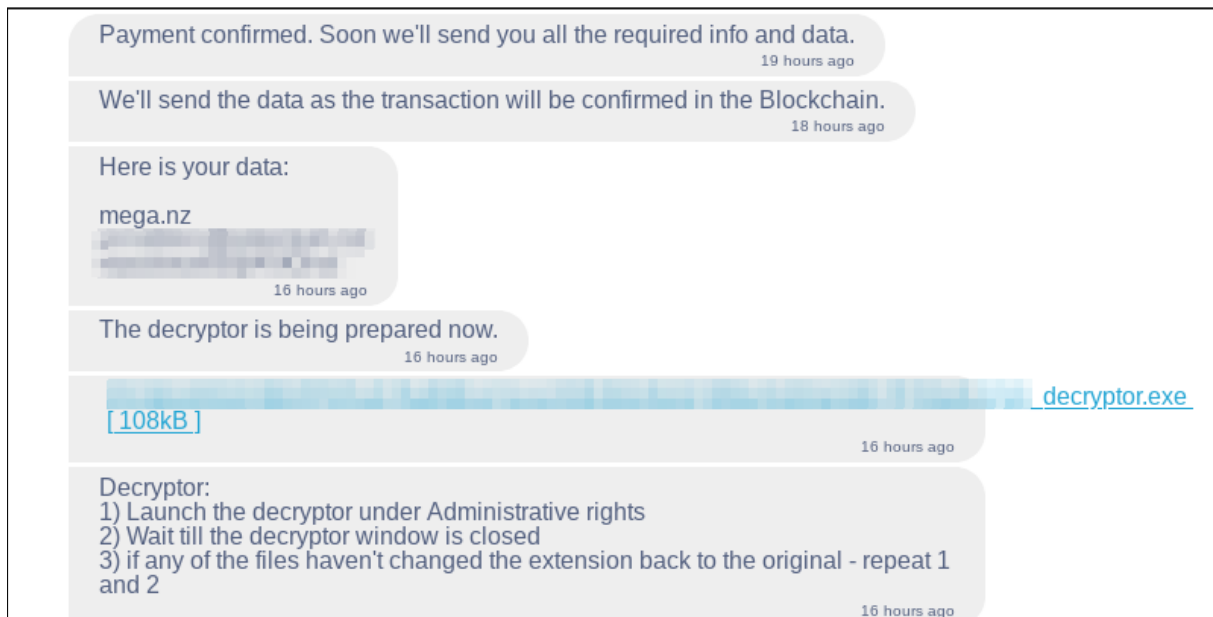 Payment confirmed. Soon we'll send you all the required info and data.
19 hours ago
We'll send the data as the transaction will be confirmed in the Blockchain.
18 hours ago
Here is your data:
mega.nz
16 hours ago
The decryptor is being prepared now.
16 hours ago
_decryptor.exe
[ 108kB ]
16 hours ago
Decryptor:
1) Launch the decryptor under Administrative rights
2) Wait till the decryptor window is closed
3) if any of the files haven't changed the extension back to the original - repeat 1
and 2
16 hours ago